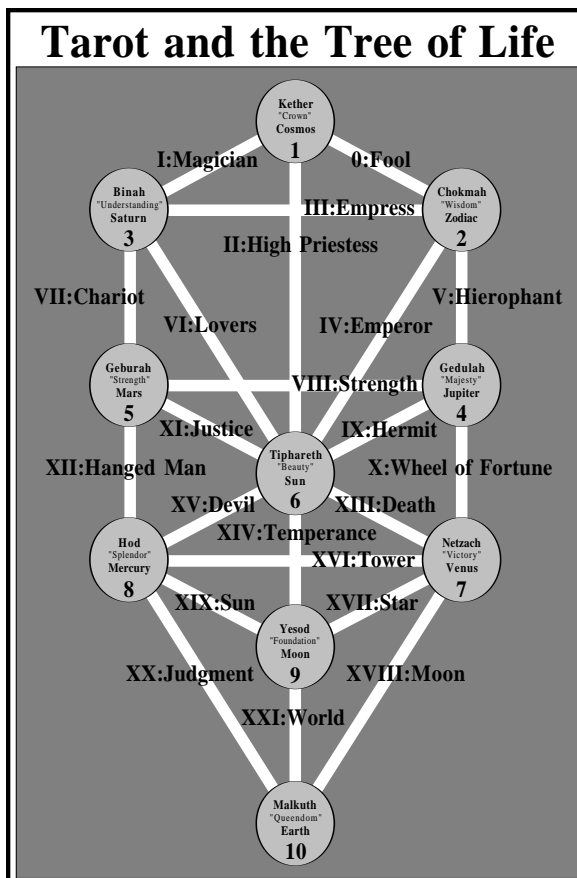 Tarot and the Tree of Life
Kether
"Crown"
Cosmos
1
I:Magician
0:Fool
Binah
"Understanding"
Saturn
3
III:Empress
Chokmah
"Wisdom"
Zodiac
2
II:High Priestess
VII:Chariot
V:Hierophant
VI:Lovers
IV:Emperor
Geburah
"Strength"
Mars
5
VIII:Strength
Gedulah
"Majesty"
Jupiter
4
XI:Justice
IX:Hermit
Tiphareth
"Beauty"
Sun
6
XII:Hanged Man
X:Wheel of Fortune
XV:Devil
XIII:Death
XIV:Temperance
Hod
"Splendor"
Mercury
8
XVI:Tower
Netzach
"Victory"
Venus
7
XIX:Sun
XVII:Star
Yesod
"Foundation"
Moon
9
XX:Judgment
XVIII:Moon
XXI:World
Malkuth
"Queendom"
Earth
10